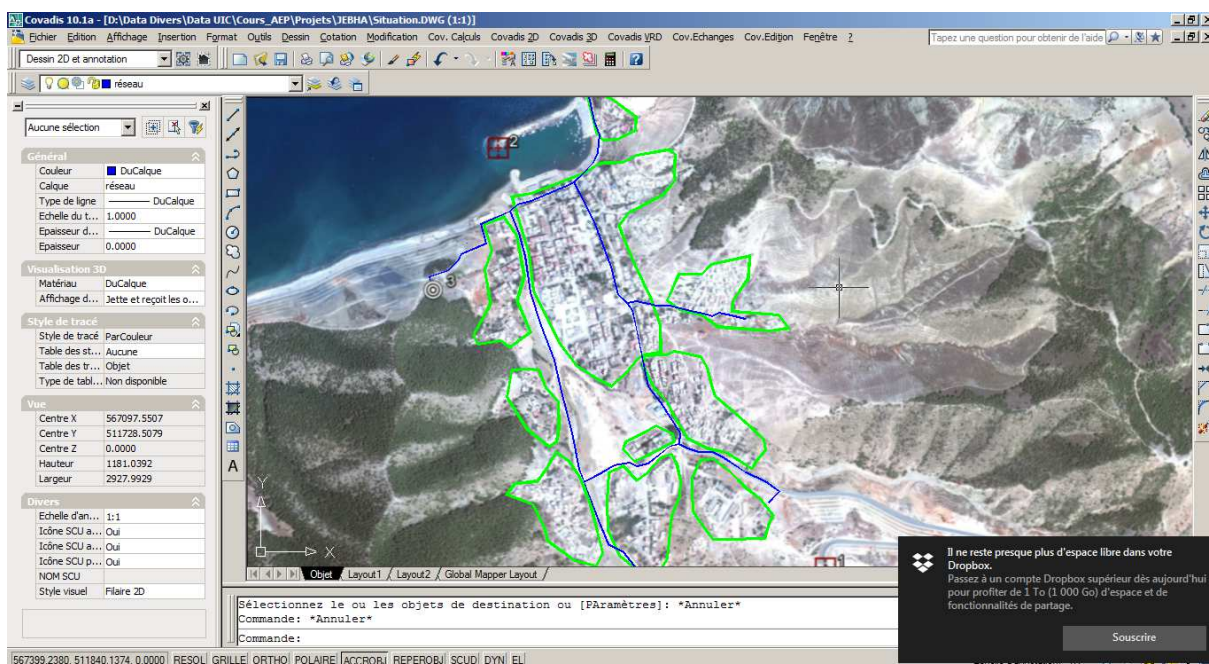 Covadis 10.1a - [D:\Data Divers\Data UIC\Cours_AEP\Projets\JEBHA\Situation.DWG (1:1)]
Fichier Edition Affichage Insertion Format Outils Dessin Cotation Modification Cov. Calculs Covadis 2D Covadis 3D Covadis VRD Cov.Echanges Cov.Edition Fenêtre ? Tapez une question pour obtenir de l'aide
Dessin 2D et annotation
réseau
Aucune sélection
Général
Couleur DuCalque
Calque réseau
Type de ligne DuCalque
Echelle du t... 1.0000
Epaisseur d... DuCalque
Epaisseur 0.0000
Visualisation 3D
Matériau DuCalque
Affichage d... Jette et reçoit les o...
Style de tracé
Style de tracé ParCouleur
Table des st... Aucune
Table des tr... Objet
Type de tabl... Non disponible
Vue
Centre X 567097.5507
Centre Y 511728.5079
Centre Z 0.0000
Hauteur 1181.0392
Largeur 2927.9929
Divers
Echelle d'an... 1:1
Icône SCU a... Oui
Icône SCU a... Oui
Icône SCU p... Oui
NOM SCU
Style visuel Filaire 2D
2
3
1
Y
X
A
Objet Layout1 Layout2 Global Mapper Layout
Sélectionnez le ou les objets de destination ou [PAramètres]: *Annuler*
Commande: *Annuler*
Commande:
567399.2380, 511840.1374, 0.0000 RESOL GRILLE ORTHO POLAIRE ACCROBJ REPEROBJ SCUD DYN EL
Il ne reste presque plus d'espace libre dans votre
Dropbox.
Passez à un compte Dropbox supérieur dès aujourd'hui
pour profiter de 1 To (1 000 Go) d'espace et de
fonctionnalités de partage.
Souscrire